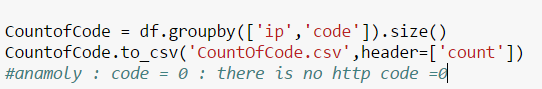 CountofCode = df.groupby(['ip','code']).size()
CountofCode.to_csv('CountOfCode.csv',header=['count'])
#anamoly : code = 0 : there is no http code =0